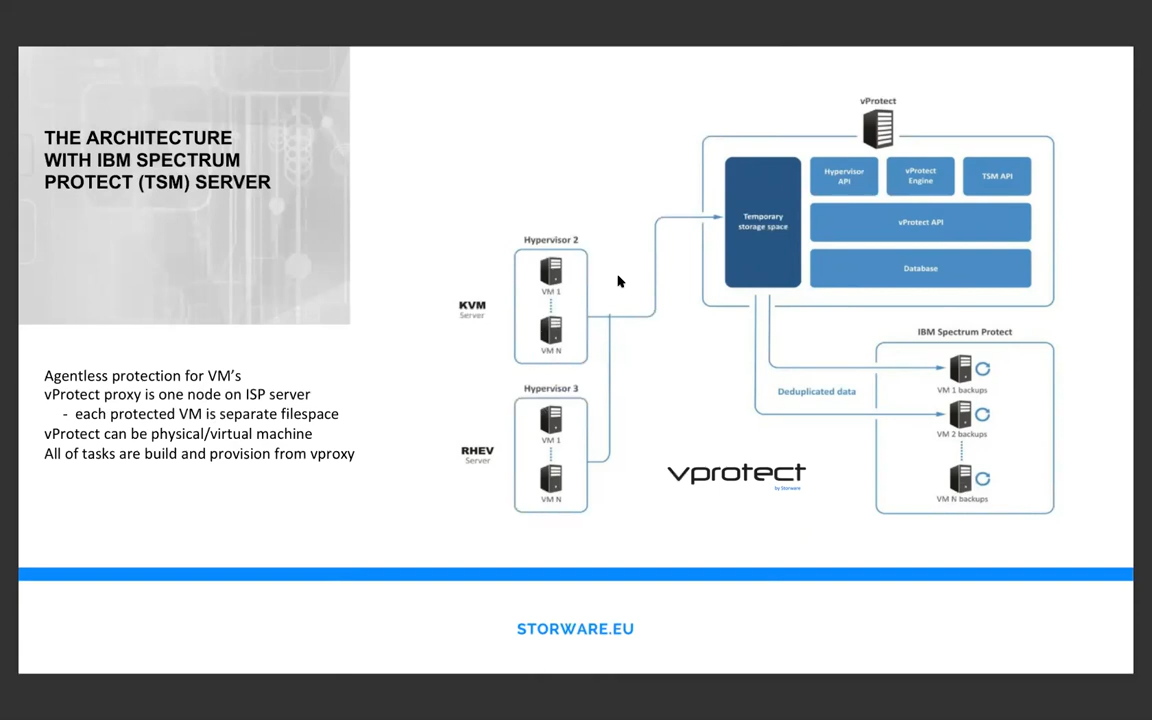 THE ARCHITECTURE
WITH IBM SPECTRUM
PROTECT (TSM) SERVER
Agentless protection for VM's
vProtect proxy is one node on ISP server
- each protected VM is separate filespace
vProtect can be physical/virtual machine
All of tasks are build and provision from vproxy
Hypervisor 2
VM 1
VM N
KVM
Server
Hypervisor 3
VM 1
VM N
RHEV
Server
vProtect
Temporary
storage space
Hypervisor
API
vProtect
Engine
TSM API
vProtect API
Database
IBM Spectrum Protect
Deduplicated data
VM 1 backups
VM 2 backups
VM N backups
vprotect
by Storware
STORWARE.EU